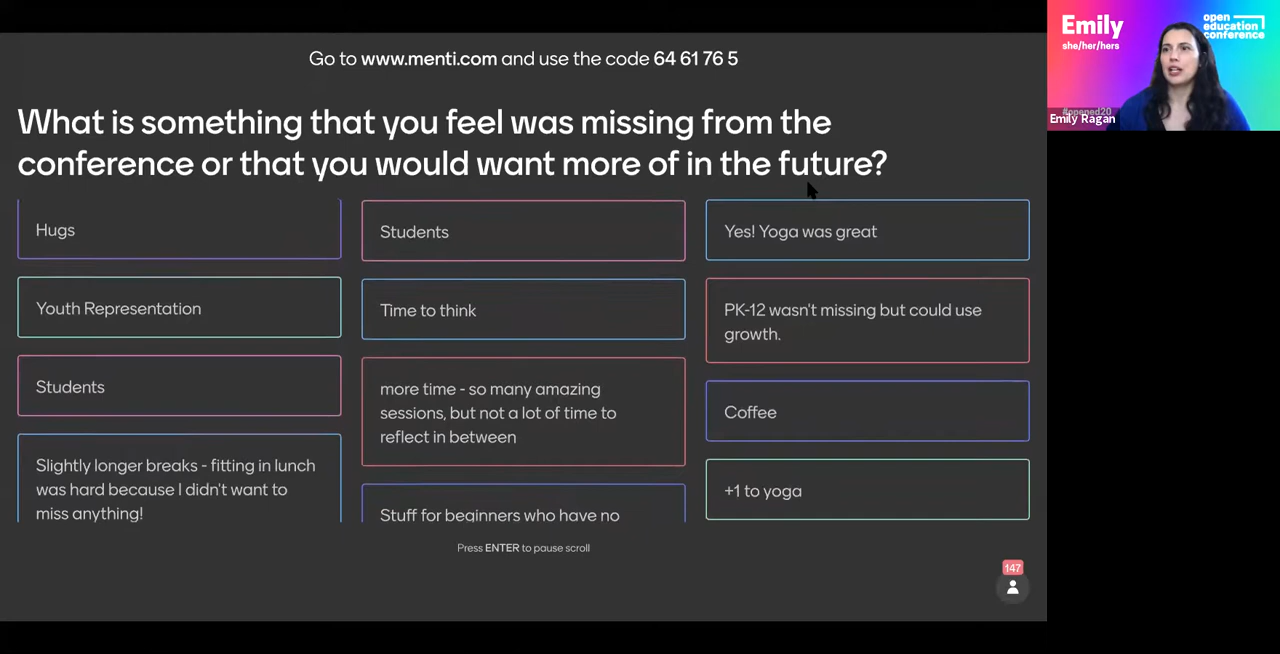 Go to www.menti.com and use the code 64 61 76 5
What is something that you feel was missing from the
conference or that you would want more of in the future?
Hugs
Youth Representation
Students
Slightly longer breaks - fitting in lunch
was hard because I didn't want to
miss anything!
Students
Time to think
more time - so many amazing
sessions, but not a lot of time to
reflect in between
Stuff for beginners who have no
Yes! Yoga was great
PK-12 wasn't missing but could use
growth.
Coffee
+1 to yoga
Press ENTER to pause scroll
147
Emily
she/her/hers
open
education
conference
#opened20
Emily Ragan